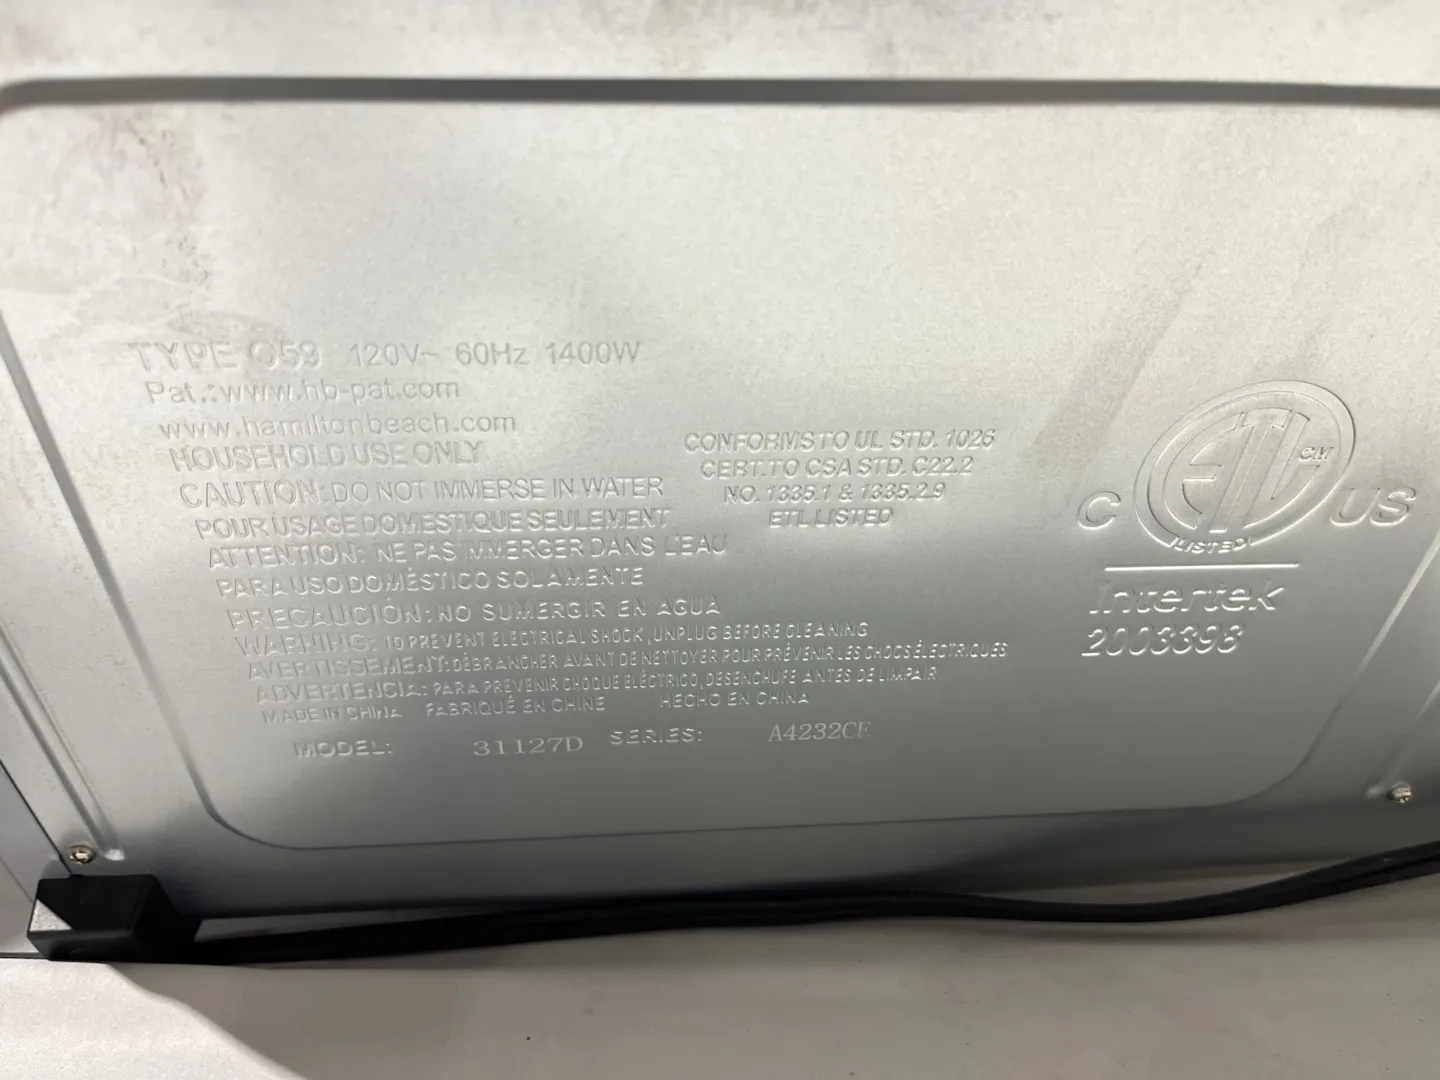 TYPE O59 120V~ 60Hz 1400W
Pat.:www.hb-pat.com
www.hamiltonbeach.com
HOUSEHOLD USE ONLY
CAUTION: DO NOT IMMERSE IN WATER
POUR USAGE DOMESTIQUE SEULEMENT
ATTENTION: NE PAS IMMERGER DANS L'EAU
PARA USO DOMÉSTICO SOLAMENTE
PRECAUCIÓN: NO SUMERGIR EN AGUA
WARNING: TO PREVENT ELECTRICAL SHOCK, UNPLUG BEFORE CLEANING
AVERTISSEMENT: DÉBRANCHER AVANT DE NETTOYER POUR PRÉVENIR LES CHOCS ÉLECTRIQUES
ADVERTENCIA: PARA PREVENIR CHOQUE ELÉCTRICO, DESENCHUFE ANTES DE LIMPIAR
MADE IN CHINA FABRIQUÉ EN CHINE HECHO EN CHINA
MODEL: 31127D SERIES: A4232CE
CONFORMS TO UL STD. 1026
CERT. TO CSA STD. C22.2
NO. 1335.1 & 1335.2.9
ETL LISTED
C ETL CM US
LISTED
Intertek
2003398